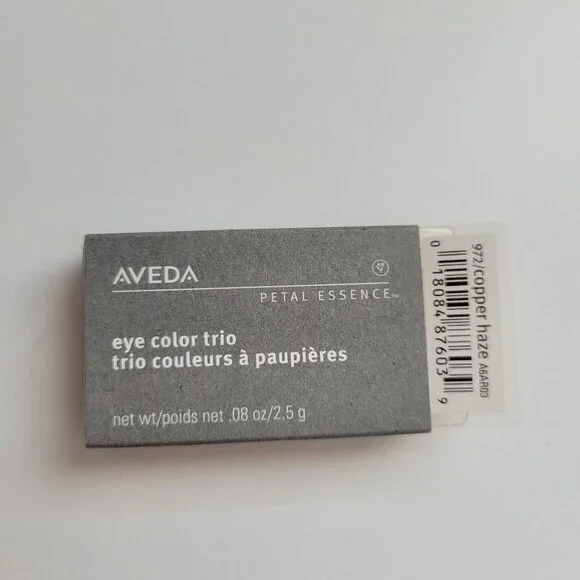 AVEDA
PETAL ESSENCE™
eye color trio
trio couleurs à paupières
net wt/poids net .08 oz/2.5 g
972/copper haze A6AR03
0 18084 87603 9